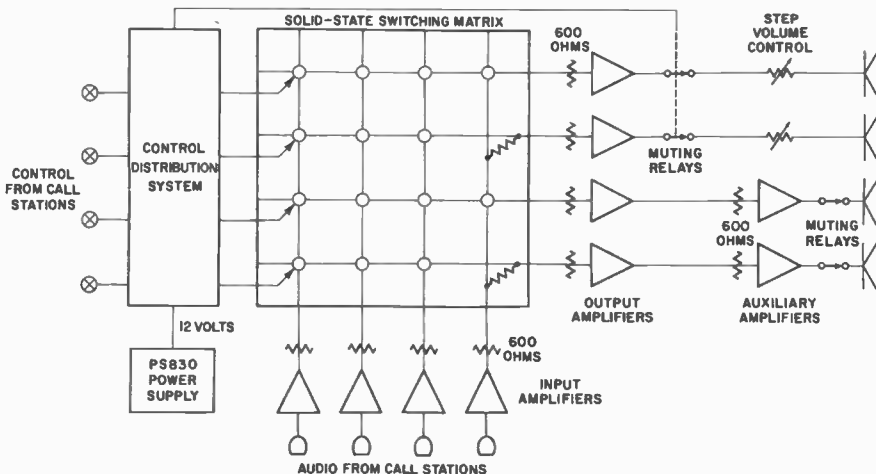 SOLID-STATE SWITCHING MATRIX
600
OHMS
STEP
VOLUME
CONTROL
CONTROL
FROM CALL
STATIONS
CONTROL
DISTRIBUTION
SYSTEM
MUTING
RELAYS
600
OHMS
MUTING
RELAYS
OUTPUT
AMPLIFIERS
AUXILIARY
AMPLIFIERS
12 VOLTS
PS830
POWER
SUPPLY
600
OHMS
INPUT
AMPLIFIERS
AUDIO FROM CALL STATIONS